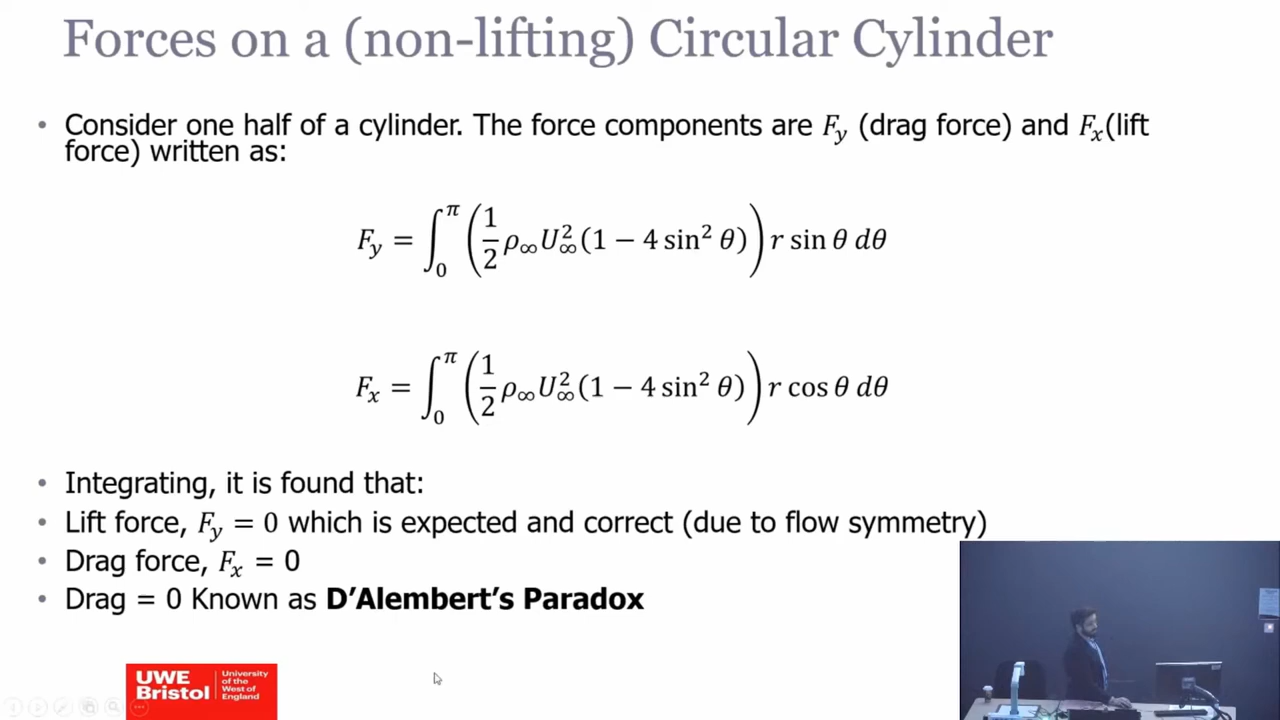 Forces on a (non-lifting) Circular Cylinder
• Consider one half of a cylinder. The force components are F_y (drag force) and F_x(lift
force) written as:
F_y = ∫_0^π (1/2 ρ_∞ U_∞^2 (1 − 4 sin^2 θ)) r sin θ dθ
F_x = ∫_0^π (1/2 ρ_∞ U_∞^2 (1 − 4 sin^2 θ)) r cos θ dθ
• Integrating, it is found that:
• Lift force, F_y = 0 which is expected and correct (due to flow symmetry)
• Drag force, F_x = 0
• Drag = 0 Known as D’Alembert’s Paradox
UWE
Bristol
University
of the
West of
England